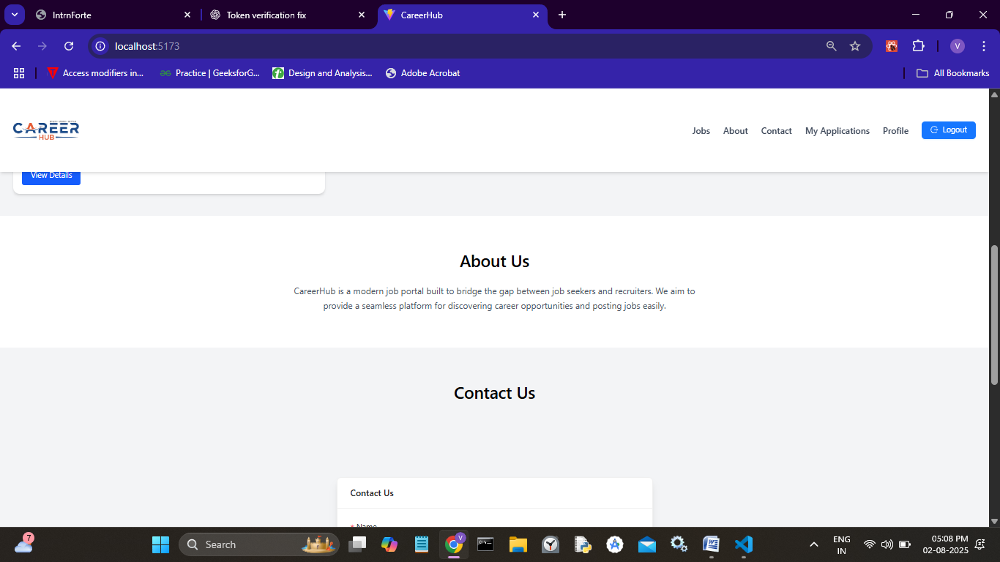 IntrnForte
Token verification fix
CareerHub
localhost:5173
V
Access modifiers in...
Practice | GeeksforG...
Design and Analysis...
Adobe Acrobat
All Bookmarks
CAREER
HUB
Jobs
About
Contact
My Applications
Profile
Logout
View Details
About Us
CareerHub is a modern job portal built to bridge the gap between job seekers and recruiters. We aim to
provide a seamless platform for discovering career opportunities and posting jobs easily.
Contact Us
Contact Us
* Name
7
Search
V
ENG
IN
05:08 PM
02-08-2025